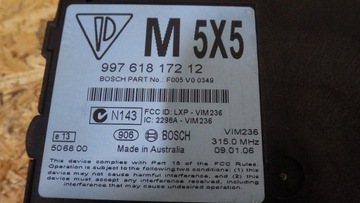 M 5X5
997 618 172 12
BOSCH PART No.: F005 V0 0349
N143
FCC ID: LXP - VIM236
IC: 2298A - VIM236
e 13
906
BOSCH
VIM236
5068 00
Made in Australia
315.0 MHz
09.01.06
This device complies with Part 15 of the FCC Rules
Operation is subject to the following two conditions: (1) this
device may not cause harmful interference, and (2) this device
must accept any interference received, including interference
that may cause undesired operation.